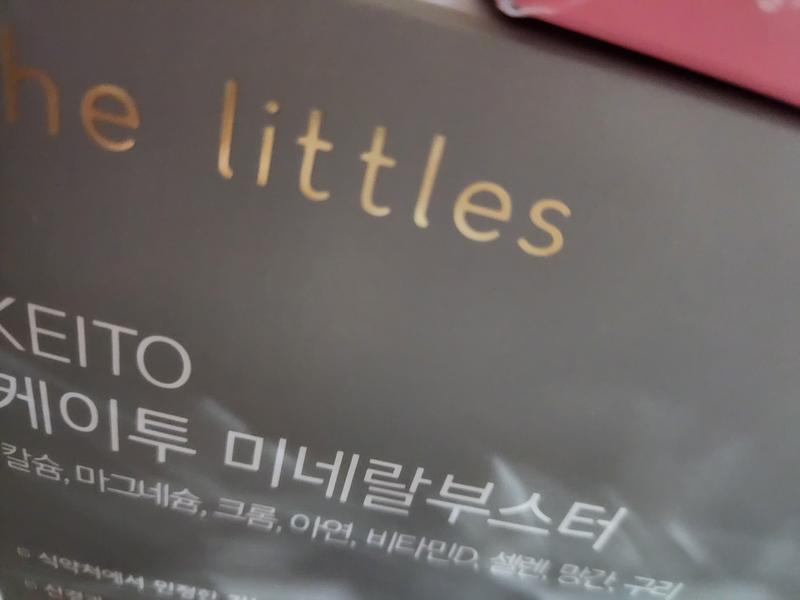 he littles
KEITO
케이투 미네랄부스터
칼슘, 마그네슘, 크롬, 아연, 비타민D, 셀렌, 망간, 구리
식약처에서 인정한